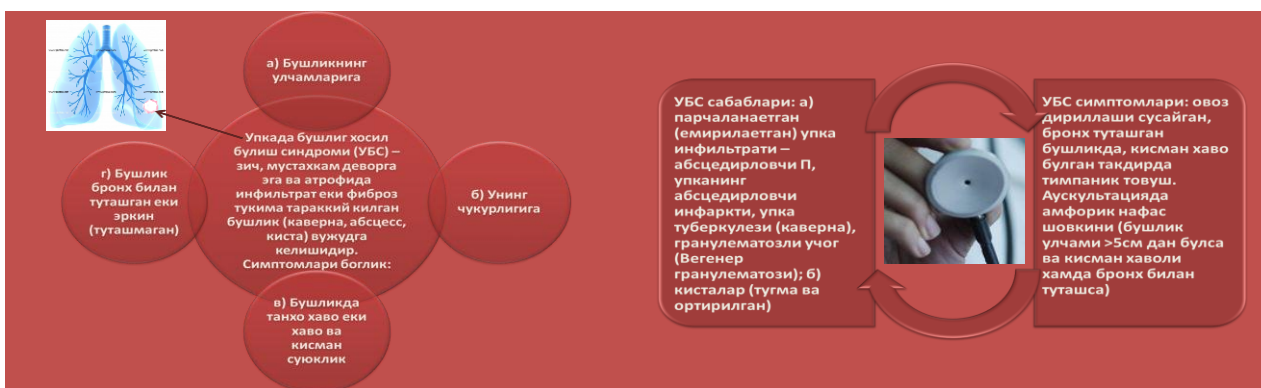 а) Бушликнинг
улчамларига
Упкада бушлиг хосил
булиш синдроми (УБС) –
зич, мустахкам деворга
эга ва атрофида
инфильтрат еки фиброз
тукима тараккий килган
бушлик (каверна, абсцесс,
киста) вужудга
келишидир.
Симптомлари боглик:
г) Бушлик
бронх билан
туташган еки
эркин
(туташмаган)
б) Унинг
чукурлигига
в) Бушликда
танхо хаво еки
хаво ва
кисман
суюклик
УБС сабаблари: а)
парчаланаетган
(емирилаетган) упка
инфильтрати –
абсцедирловчи П,
упканинг
абсцедирловчи
инфаркти, упка
туберкулези (каверна),
гранулематозли учог
(Вегенер
гранулематози); б)
кисталар (тугма ва
ортирилган)
УБС симптомлари: овоз
дириллаши сусайган,
бронх туташган
бушликда, кисман хаво
булган такдирда
тимпаник товуш.
Аускультацияда
амфорик нафас
шовкини (бушлик
улчами >5см дан булса
ва кисман хаволи
хамда бронх билан
туташса)